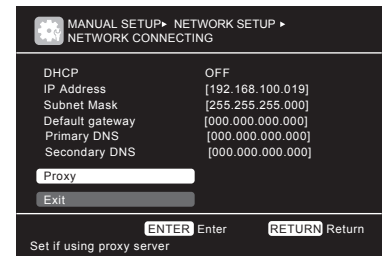 MANUAL SETUP▸ NETWORK SETUP ▸
NETWORK CONNECTING
DHCP OFF
IP Address [192.168.100.019]
Subnet Mask [255.255.255.000]
Default gateway [000.000.000.000]
Primary DNS [000.000.000.000]
Secondary DNS [000.000.000.000]
Proxy
Exit
ENTER Enter RETURN Return
Set if using proxy server